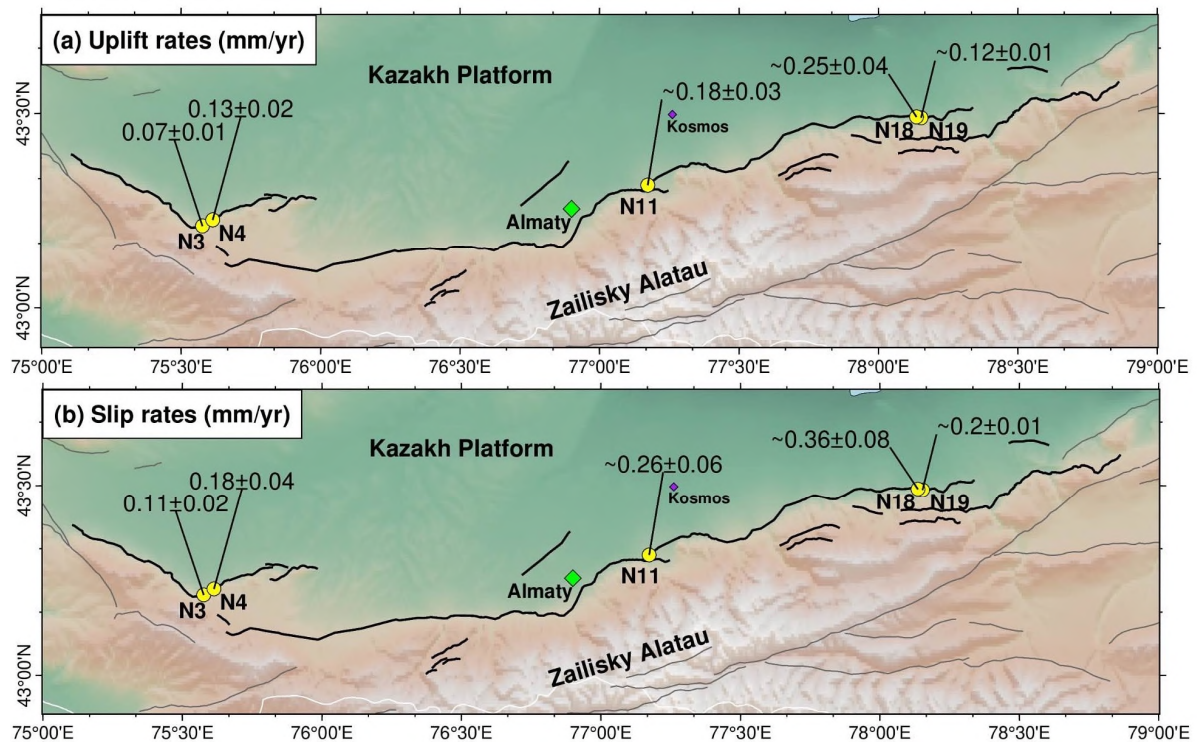 (a) Uplift rates (mm/yr)
Kazakh Platform
~0.25±0.04
~0.12±0.01
0.13±0.02
~0.18±0.03
0.07±0.01
43°30'N
Kosmos
N18
N19
N11
Almaty
N3
N4
Zailisky Alatau
43°00'N
75°00'E
75°30'E
76°00'E
76°30'E
77°00'E
77°30'E
78°00'E
78°30'E
79°00'E
(b) Slip rates (mm/yr)
Kazakh Platform
~0.36±0.08
~0.2±0.01
~0.26±0.06
0.18±0.04
0.11±0.02
43°30'N
Kosmos
N18
N19
N11
Almaty
N3
N4
Zailisky Alatau
43°00'N
75°00'E
75°30'E
76°00'E
76°30'E
77°00'E
77°30'E
78°00'E
78°30'E
79°00'E